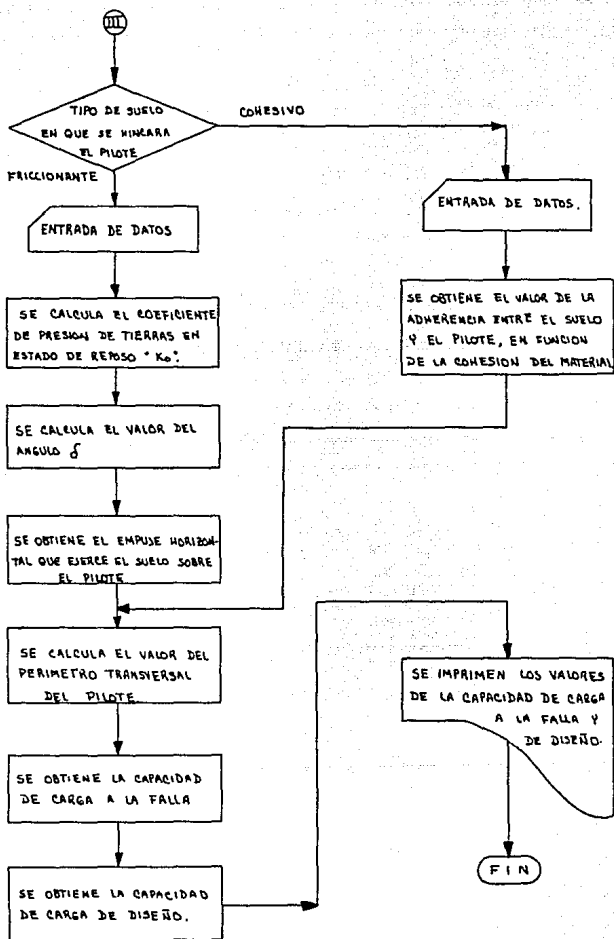 III
TIPO DE SUELO
EN QUE SE HINCARA
EL PILOTE
COHESIVO
FRICCIONANTE
ENTRADA DE DATOS
ENTRADA DE DATOS.
SE CALCULA EL COEFICIENTE
DE PRESION DE TIERRAS EN
ESTADO DE REPOSO "Ko".
SE OBTIENE EL VALOR DE LA
ADHERENCIA ENTRE EL SUELO
Y EL PILOTE, EN FUNCION
DE LA COHESION DEL MATERIAL
SE CALCULA EL VALOR DEL
ANGULO δ
SE OBTIENE EL EMPUJE HORIZON-
TAL QUE EJERCE EL SUELO SOBRE
EL PILOTE
SE CALCULA EL VALOR DEL
PERIMETRO TRANSVERSAL
DEL PILOTE
SE OBTIENE LA CAPACIDAD
DE CARGA A LA FALLA
SE OBTIENE LA CAPACIDAD
DE CARGA DE DISEÑO.
SE IMPRIMEN LOS VALORES
DE LA CAPACIDAD DE CARGA
A LA FALLA Y
DE DISEÑO.
FIN